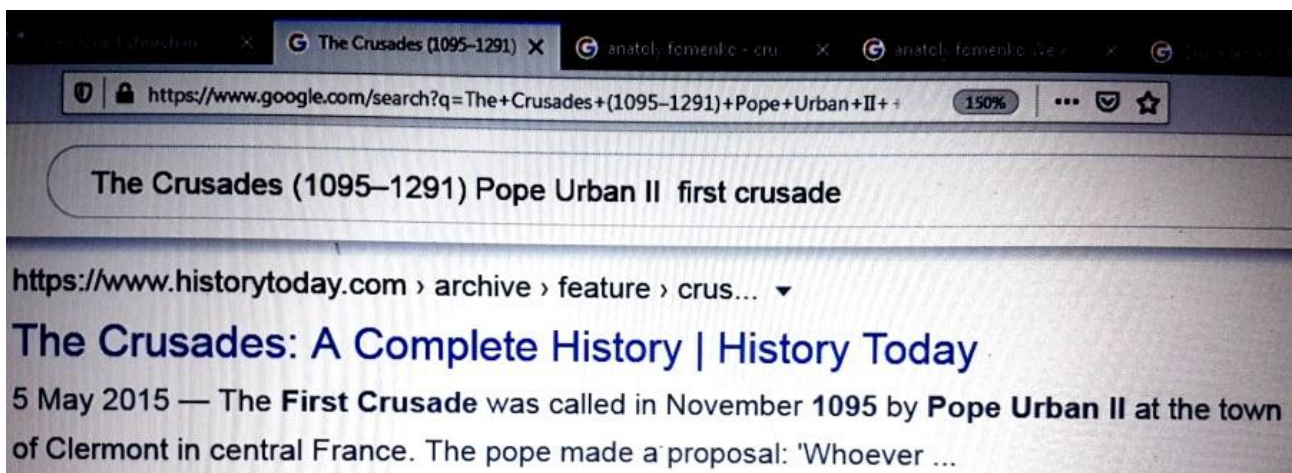 The Crusades (1095–1291) anatoly fomenko - cru anatoly fomenko
https://www.google.com/search?q=The+Crusades+(1095–1291)+Pope+Urban+II+ + 150%
The Crusades (1095–1291) Pope Urban II first crusade
https://www.historytoday.com › archive › feature › crus...
The Crusades: A Complete History | History Today
5 May 2015 — The First Crusade was called in November 1095 by Pope Urban II at the town
of Clermont in central France. The pope made a proposal: 'Whoever ...